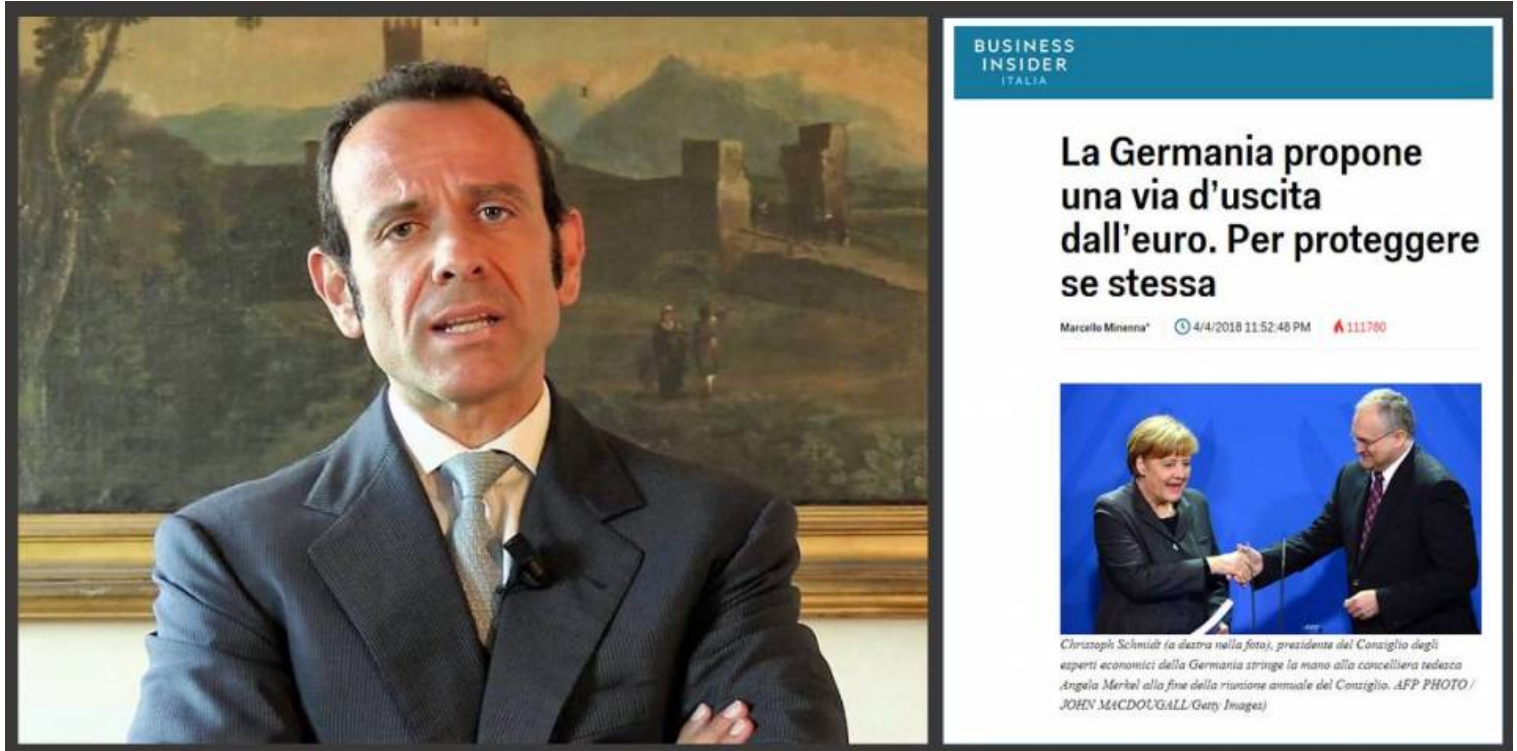 BUSINESS
INSIDER
ITALIA
La Germania propone
una via d'uscita
dall'euro. Per proteggere
se stessa
Marcello Minenna* 4/4/2018 11:52:48 PM 111780
Christoph Schmidt (a destra nella foto), presidente del Consiglio degli
esperti economici della Germania stringe la mano alla cancelliera tedesca
Angela Merkel alla fine della riunione annuale del Consiglio. AFP PHOTO /
JOHN MACDOUGALL/Getty Images)